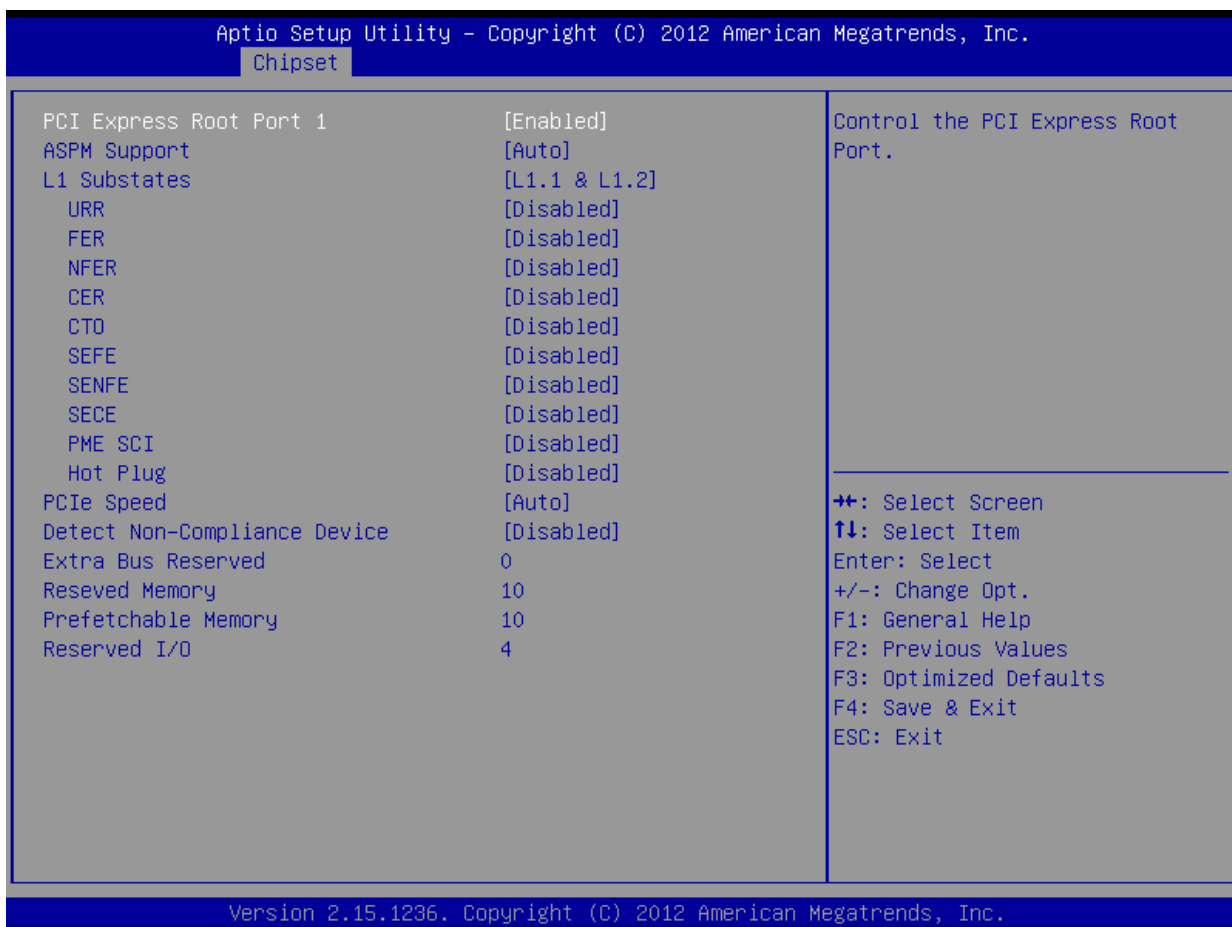 Aptio Setup Utility – Copyright (C) 2012 American Megatrends, Inc.
Chipset
PCI Express Root Port 1 [Enabled]
ASPM Support [Auto]
L1 Substates [L1.1 & L1.2]
URR [Disabled]
FER [Disabled]
NFER [Disabled]
CER [Disabled]
CTO [Disabled]
SEFE [Disabled]
SENFE [Disabled]
SECE [Disabled]
PME SCI [Disabled]
Hot Plug [Disabled]
PCIe Speed [Auto]
Detect Non-Compliance Device [Disabled]
Extra Bus Reserved 0
Reseved Memory 10
Prefetchable Memory 10
Reserved I/O 4
Control the PCI Express Root
Port.
→←: Select Screen
↑↓: Select Item
Enter: Select
+/-: Change Opt.
F1: General Help
F2: Previous Values
F3: Optimized Defaults
F4: Save & Exit
ESC: Exit
Version 2.15.1236. Copyright (C) 2012 American Megatrends, Inc.